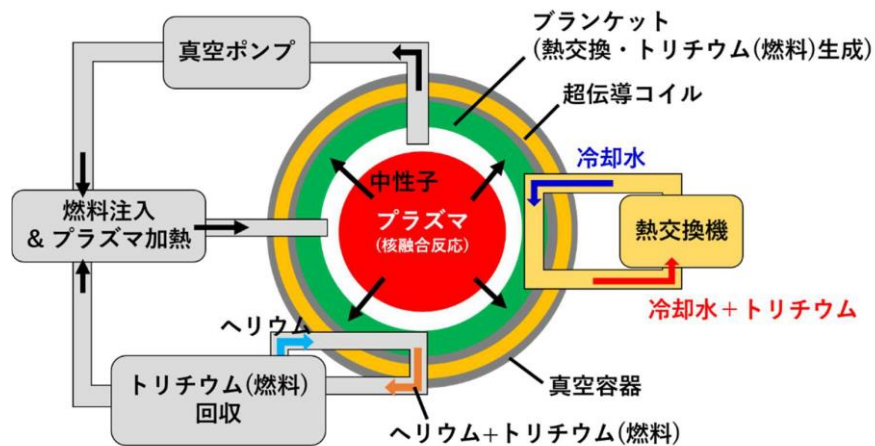 真空ポンプ
ブランケット
(熱交換・トリチウム(燃料)生成)
超伝導コイル
冷却水
中性子
燃料注入
& プラズマ加熱
プラズマ
(核融合反応)
熱交換機
冷却水+トリチウム
ヘリウム
トリチウム(燃料)
回収
真空容器
ヘリウム+トリチウム(燃料)